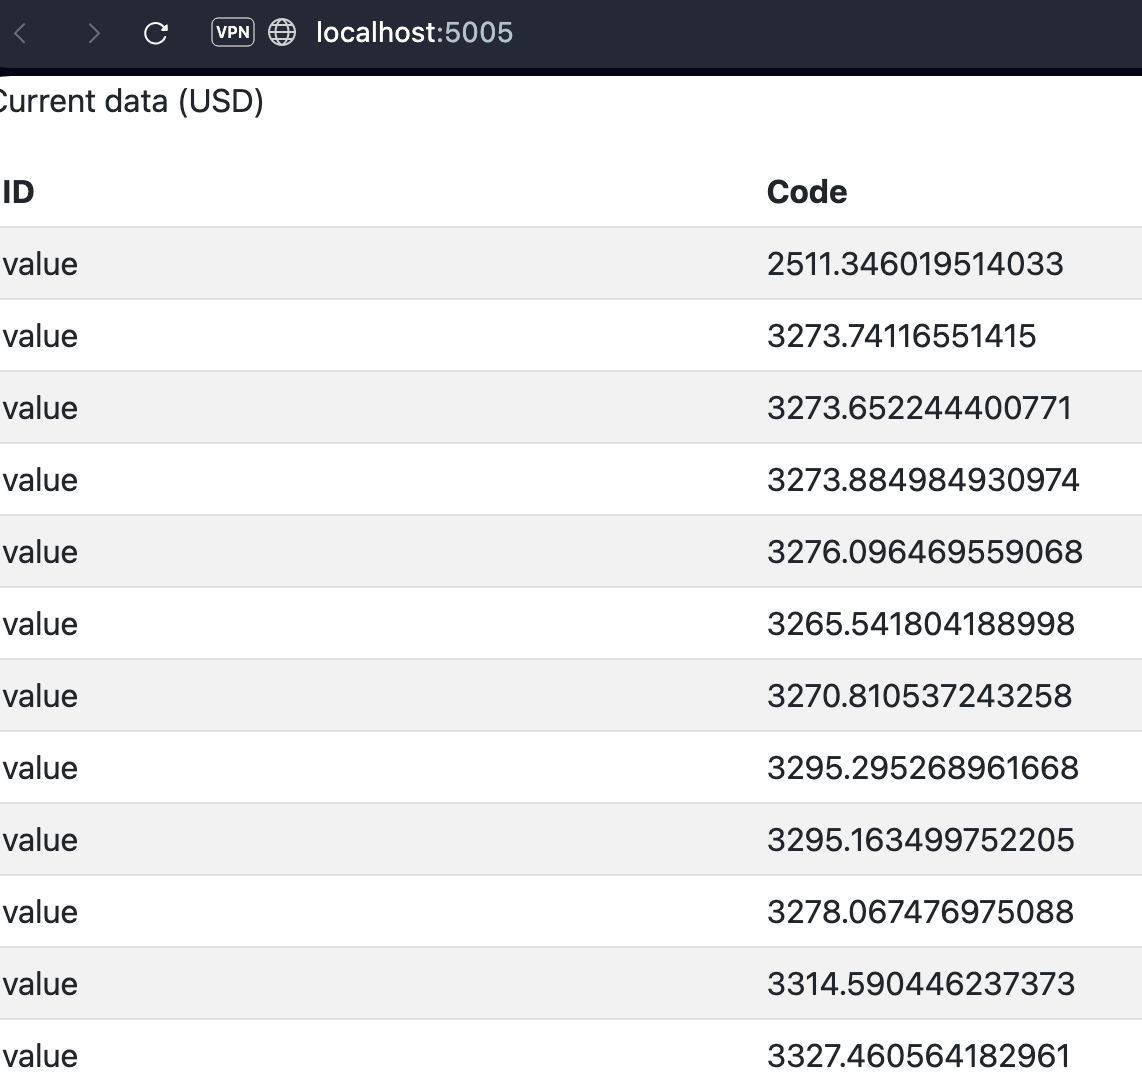 VPN localhost:5005
Current data (USD)
ID Code
value 2511.346019514033
value 3273.74116551415
value 3273.652244400771
value 3273.884984930974
value 3276.096469559068
value 3265.541804188998
value 3270.810537243258
value 3295.295268961668
value 3295.163499752205
value 3278.067476975088
value 3314.590446237373
value 3327.460564182961